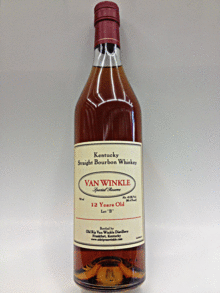 Kentucky
Straight Bourbon Whiskey
VAN WINKLE
Special Reserve
12 Years Old
Lot "B"
Bottled by
Old Rip Van Winkle Distillery
Frankfort, Kentucky